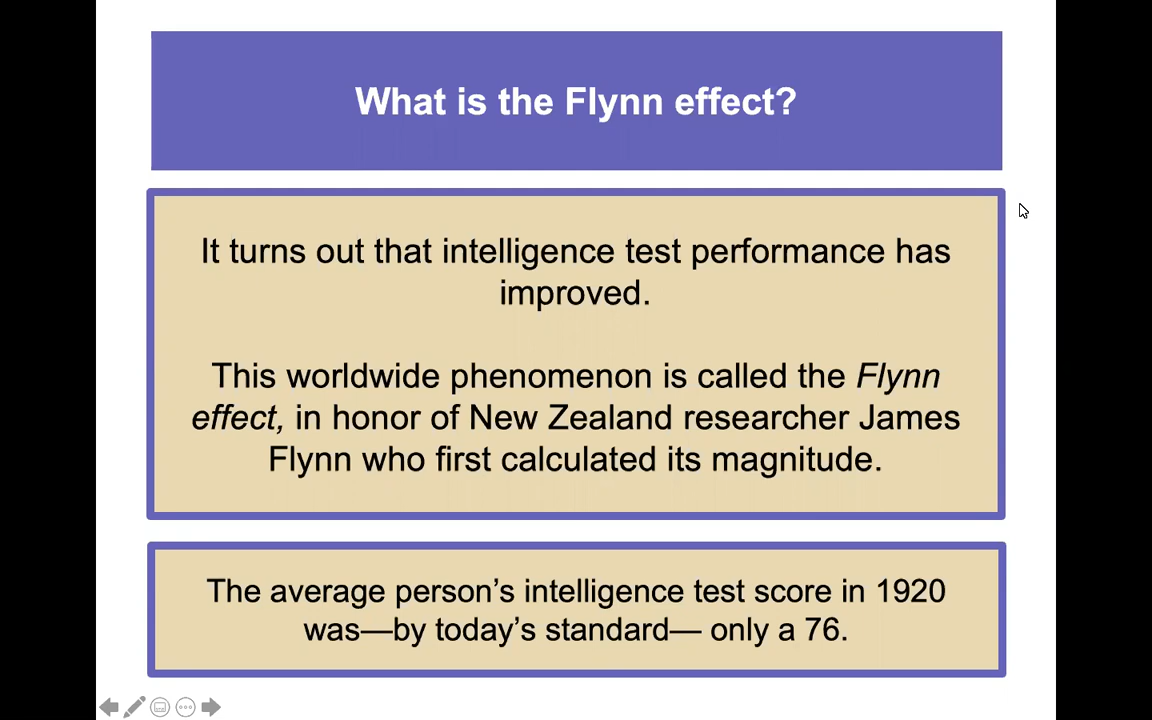 What is the Flynn effect?
It turns out that intelligence test performance has
improved.
This worldwide phenomenon is called the Flynn
effect, in honor of New Zealand researcher James
Flynn who first calculated its magnitude.
The average person’s intelligence test score in 1920
was—by today’s standard— only a 76.